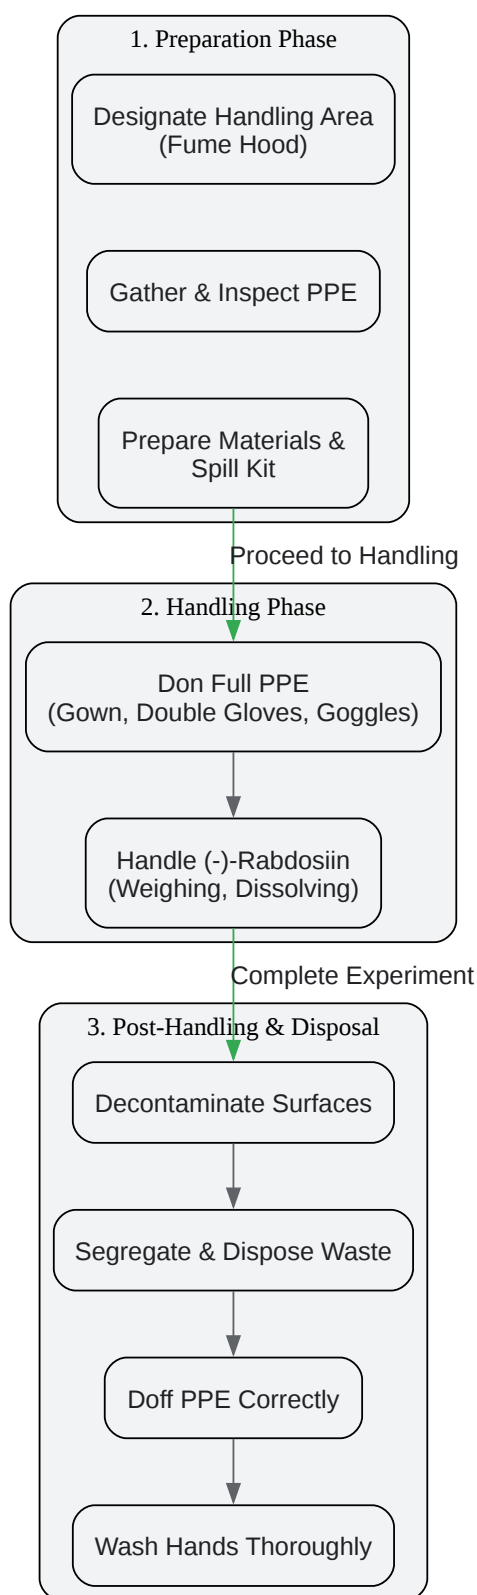 1. Preparation Phase
Designate Handling Area
(Fume Hood)
Gather & Inspect PPE
Prepare Materials &
Spill Kit
Proceed to Handling
2. Handling Phase
Don Full PPE
(Gown, Double Gloves, Goggles)
Handle (-)-Rabdosiin
(Weighing, Dissolving)
Complete Experiment
3. Post-Handling & Disposal
Decontaminate Surfaces
Segregate & Dispose Waste
Doff PPE Correctly
Wash Hands Thoroughly